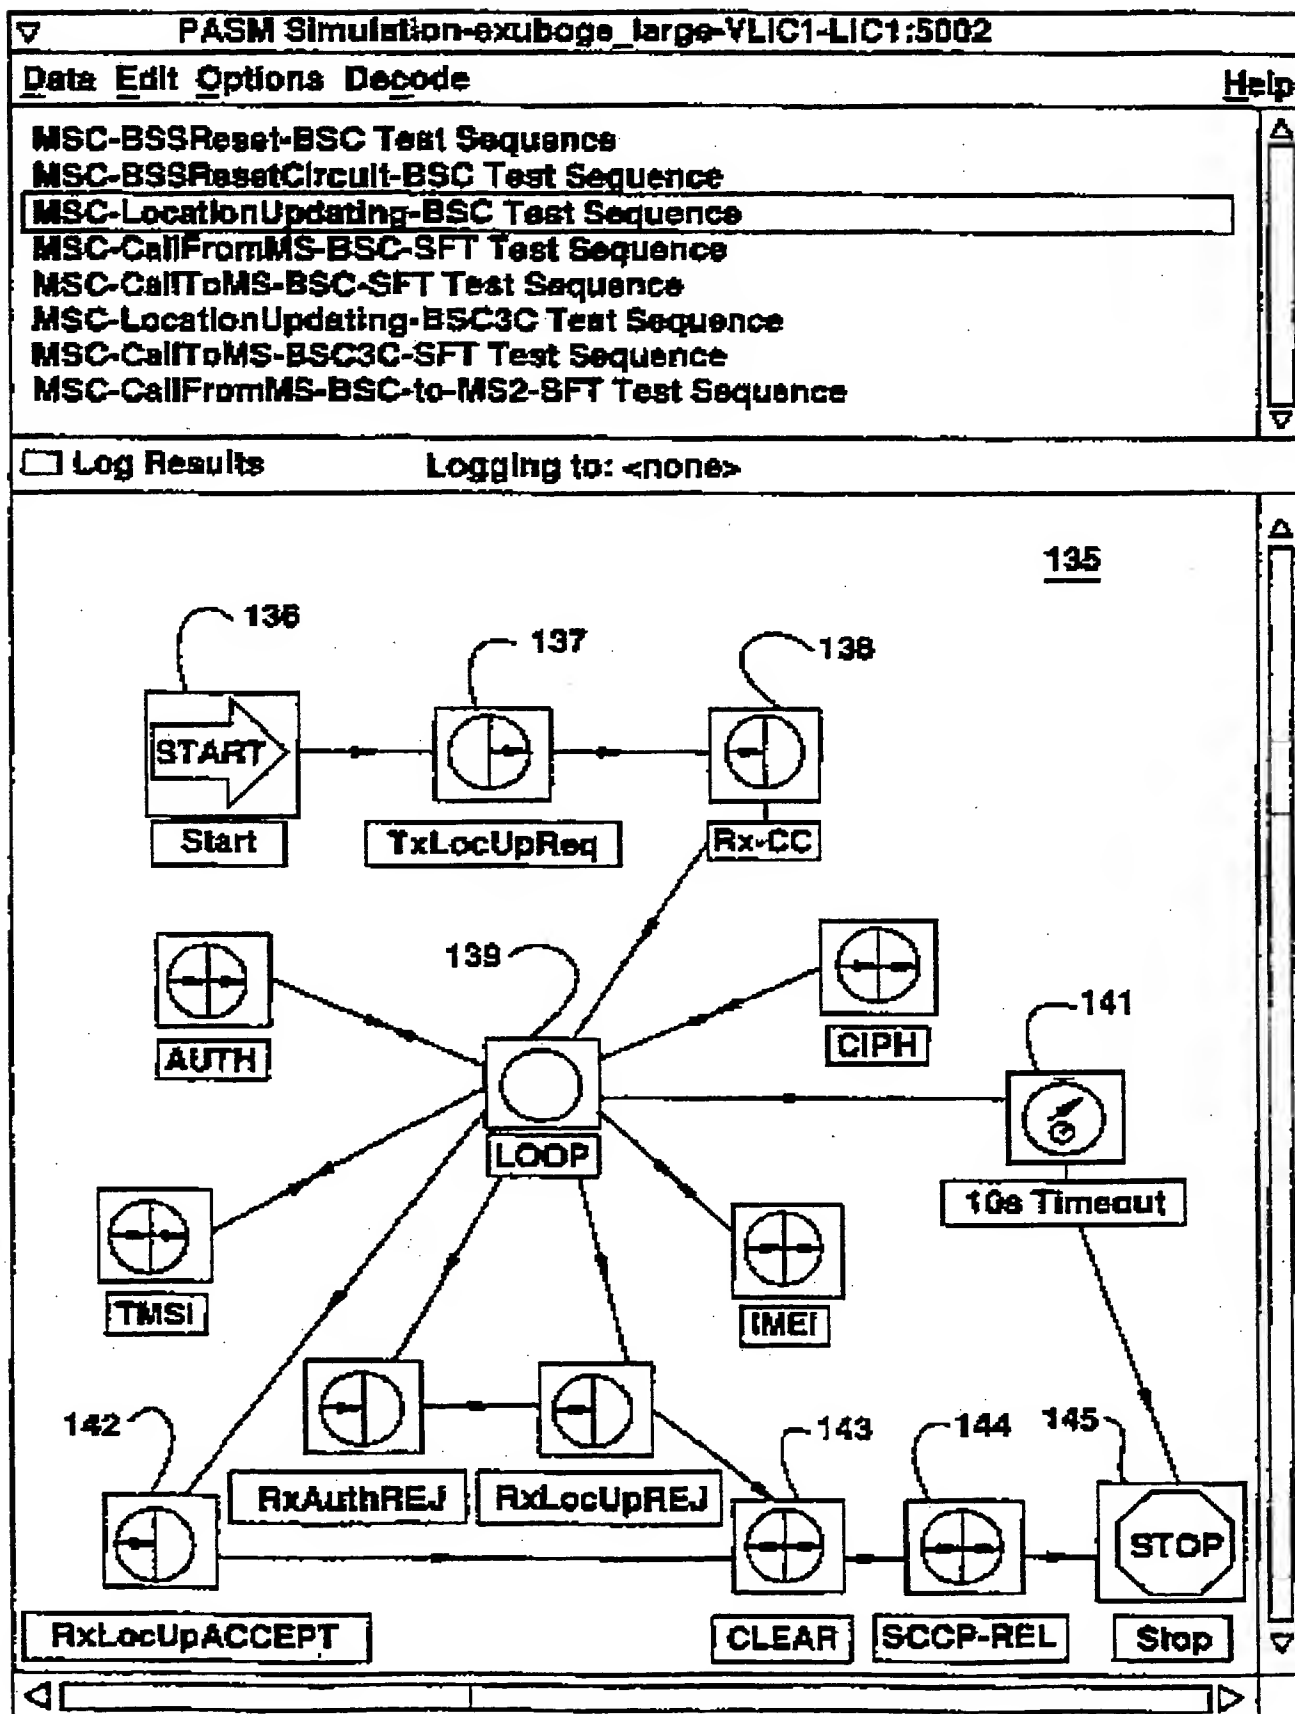 PASM Simulation-exuboge_large-VLIC1-LIC1:5002
Data Edit Options Decode Help
MSC-BSSReset-BSC Test Sequence
MSC-BSSResetCircuit-BSC Test Sequence
MSC-LocationUpdating-BSC Test Sequence
MSC-CallFromMS-BSC-SFT Test Sequence
MSC-CallToMS-BSC-SFT Test Sequence
MSC-LocationUpdating-BSC3C Test Sequence
MSC-CallToMS-BSC3C-SFT Test Sequence
MSC-CallFromMS-BSC-to-MS2-SFT Test Sequence
Log Results Logging to: <none>
135
136 137 138
START
Start TxLocUpReq Rx-CC
139
141
AUTH CIPH
LOOP
10s Timeout
TMSI IMEI
142 143 144 145
RxAuthREJ RxLocUpREJ
STOP
RxLocUpACCEPT CLEAR SCCP-REL Stop